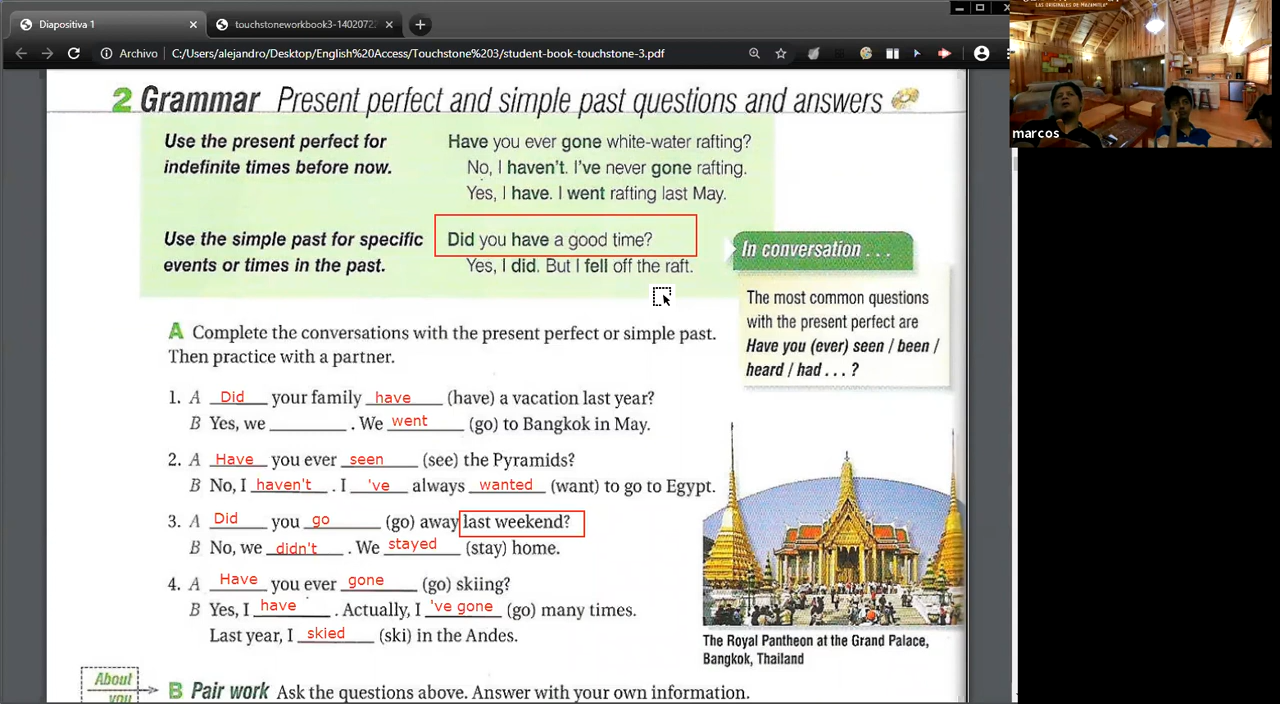 Diapositiva 1
touchstoneworkbook3-1402072
Archivo
C:/Users/alejandro/Desktop/English%20Access/Touchstone%203/student-book-touchstone-3.pdf
"LAS ORIGINALES DE MAZAMITLA"
marcos
2 Grammar Present perfect and simple past questions and answers
Use the present perfect for
indefinite times before now.
Have you ever gone white-water rafting?
No, I haven't. I've never gone rafting.
Yes, I have. I went rafting last May.
Use the simple past for specific
events or times in the past.
Did you have a good time?
Yes, I did. But I fell off the raft.
In conversation . . .
The most common questions
with the present perfect are
Have you (ever) seen / been /
heard / had . . . ?
A Complete the conversations with the present perfect or simple past.
Then practice with a partner.
1. A Did your family have (have) a vacation last year?
B Yes, we ________ . We went (go) to Bangkok in May.
2. A Have you ever seen (see) the Pyramids?
B No, I haven't . I 've always wanted (want) to go to Egypt.
3. A Did you go (go) away last weekend?
B No, we didn't . We stayed (stay) home.
4. A Have you ever gone (go) skiing?
B Yes, I have . Actually, I 've gone (go) many times.
Last year, I skied (ski) in the Andes.
The Royal Pantheon at the Grand Palace,
Bangkok, Thailand
About
you
B Pair work Ask the questions above. Answer with your own information.